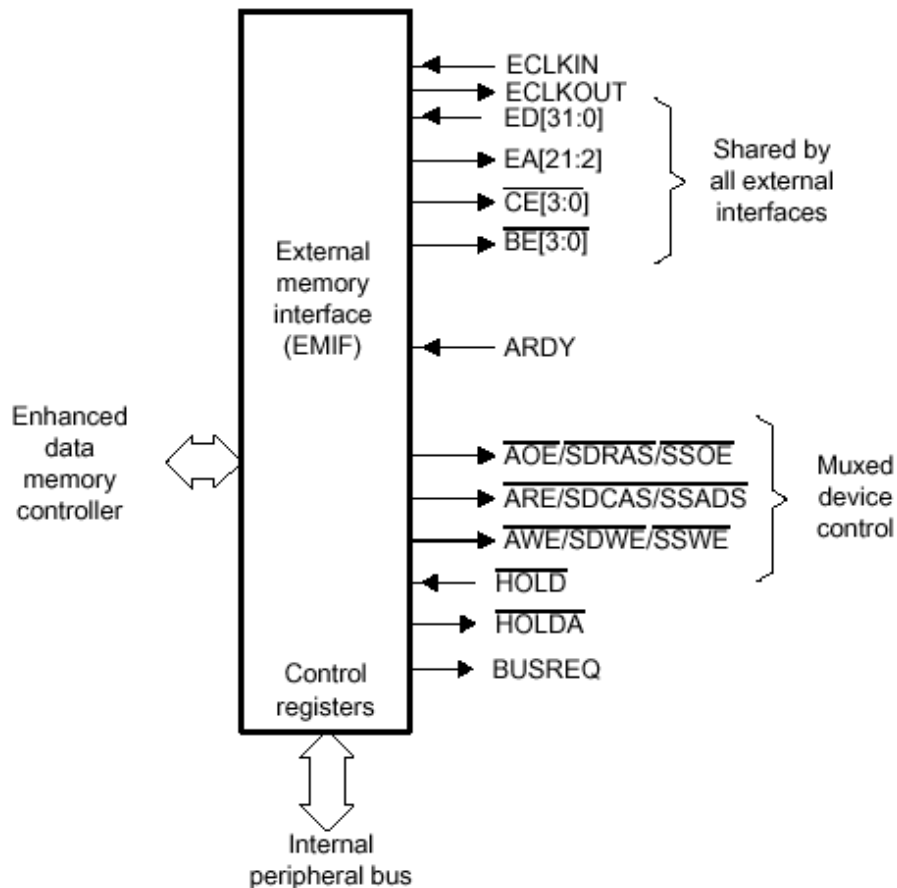 ECLKIN
ECLKOUT
ED[31:0]
EA[21:2]
CE[3:0]
BE[3:0]
Shared by
all external
interfaces
External
memory
interface
(EMIF)
ARDY
Enhanced
data
memory
controller
AOE/SDRAS/SSOE
ARE/SDCAS/SSADS
AWE/SDWE/SSWE
HOLD
HOLDA
BUSREQ
Muxed
device
control
Control
registers
Internal
peripheral bus